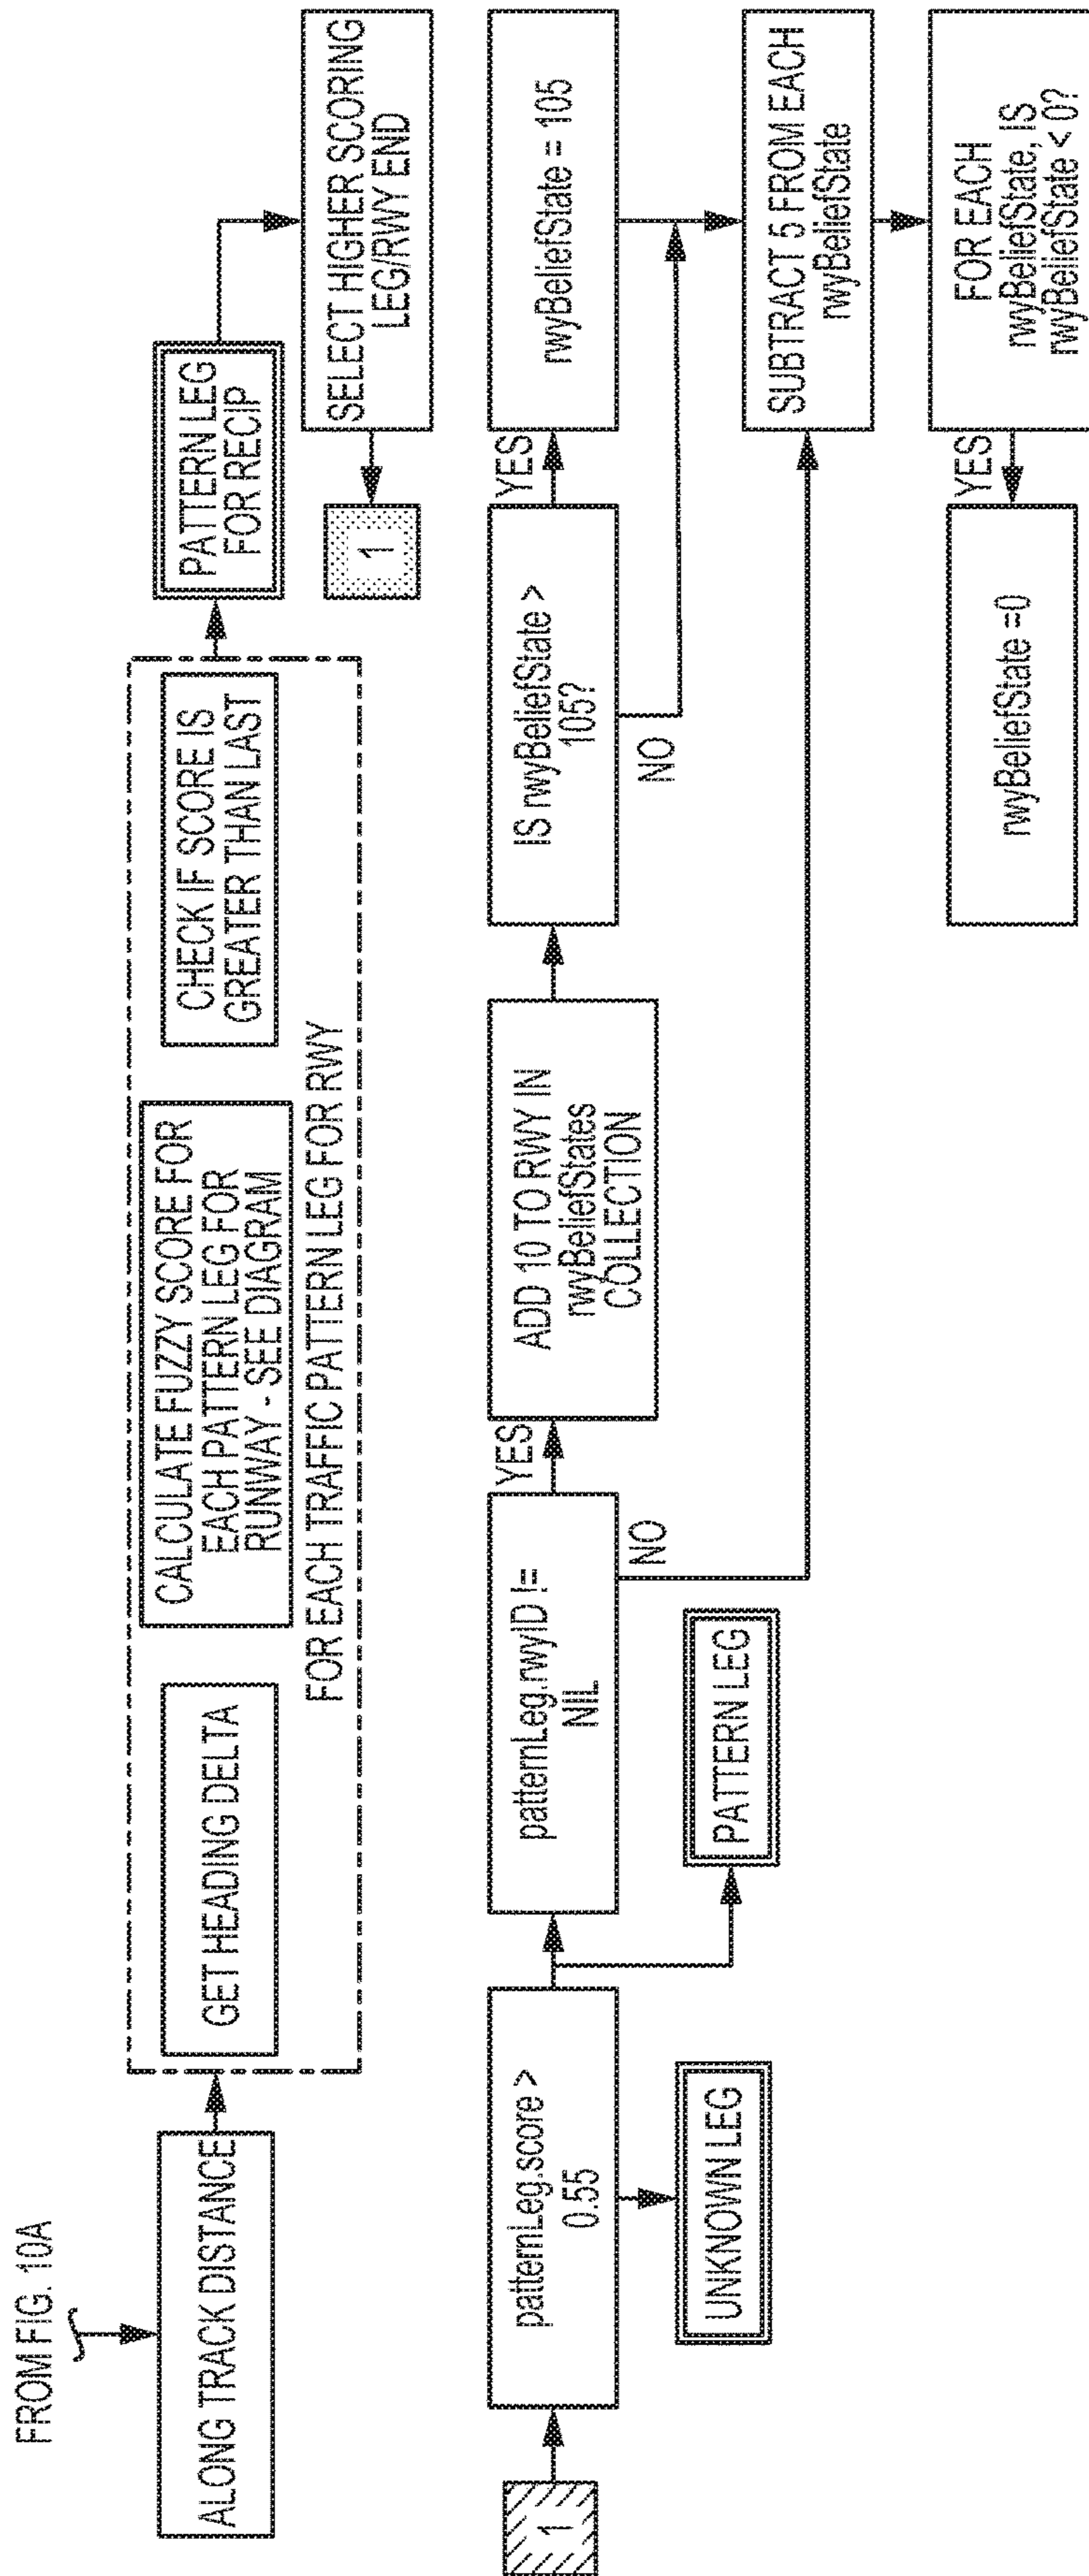 FROM FIG. 10A
ALONG TRACK DISTANCE
GET HEADING DELTA
CALCULATE FUZZY SCORE FOR
EACH PATTERN LEG FOR
RUNWAY - SEE DIAGRAM
CHECK IF SCORE IS
GREATER THAN LAST
FOR EACH TRAFFIC PATTERN LEG FOR RWY
PATTERN LEG
FOR RECIP
SELECT HIGHER SCORING
LEG/RWY END
1
1
patternLeg.score >
0.55
UNKNOWN LEG
PATTERN LEG
patternLeg.rwyID !=
NIL
YES
NO
ADD 10 TO RWY IN
rwyBeliefStates
COLLECTION
IS rwyBeliefState >
105?
YES
NO
rwyBeliefState = 105
SUBTRACT 5 FROM EACH
rwyBeliefState
FOR EACH
rwyBeliefState, IS
rwyBeliefState < 0?
YES
rwyBeliefState =0